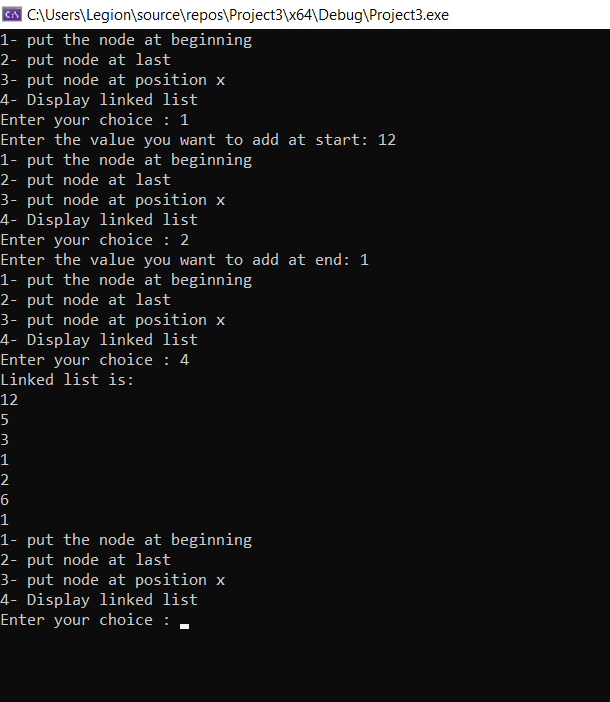 C:\Users\Legion\source\repos\Project3\x64\Debug\Project3.exe
1- put the node at beginning
2- put node at last
3- put node at position x
4- Display linked list
Enter your choice : 1
Enter the value you want to add at start: 12
1- put the node at beginning
2- put node at last
3- put node at position x
4- Display linked list
Enter your choice : 2
Enter the value you want to add at end: 1
1- put the node at beginning
2- put node at last
3- put node at position x
4- Display linked list
Enter your choice : 4
Linked list is:
12
5
3
1
2
6
1
1- put the node at beginning
2- put node at last
3- put node at position x
4- Display linked list
Enter your choice :